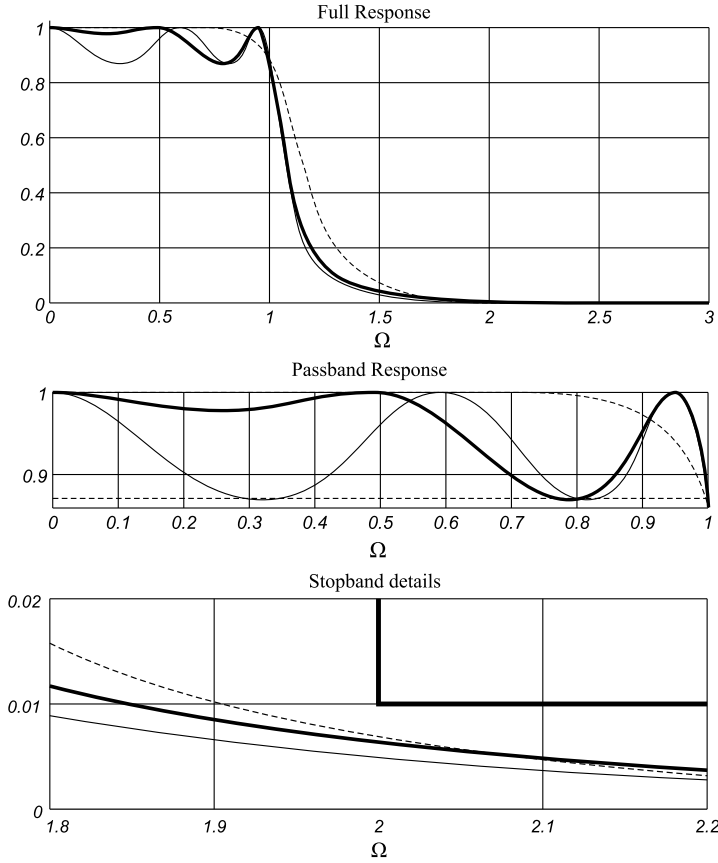 Full Response
1
0.8
0.6
0.4
0.2
0
0 0.5 1 1.5 2 2.5 3
Ω
Passband Response
1
0.9
0 0.1 0.2 0.3 0.4 0.5 0.6 0.7 0.8 0.9 1
Ω
Stopband details
0.02
0.01
0
1.8 1.9 2 2.1 2.2
Ω